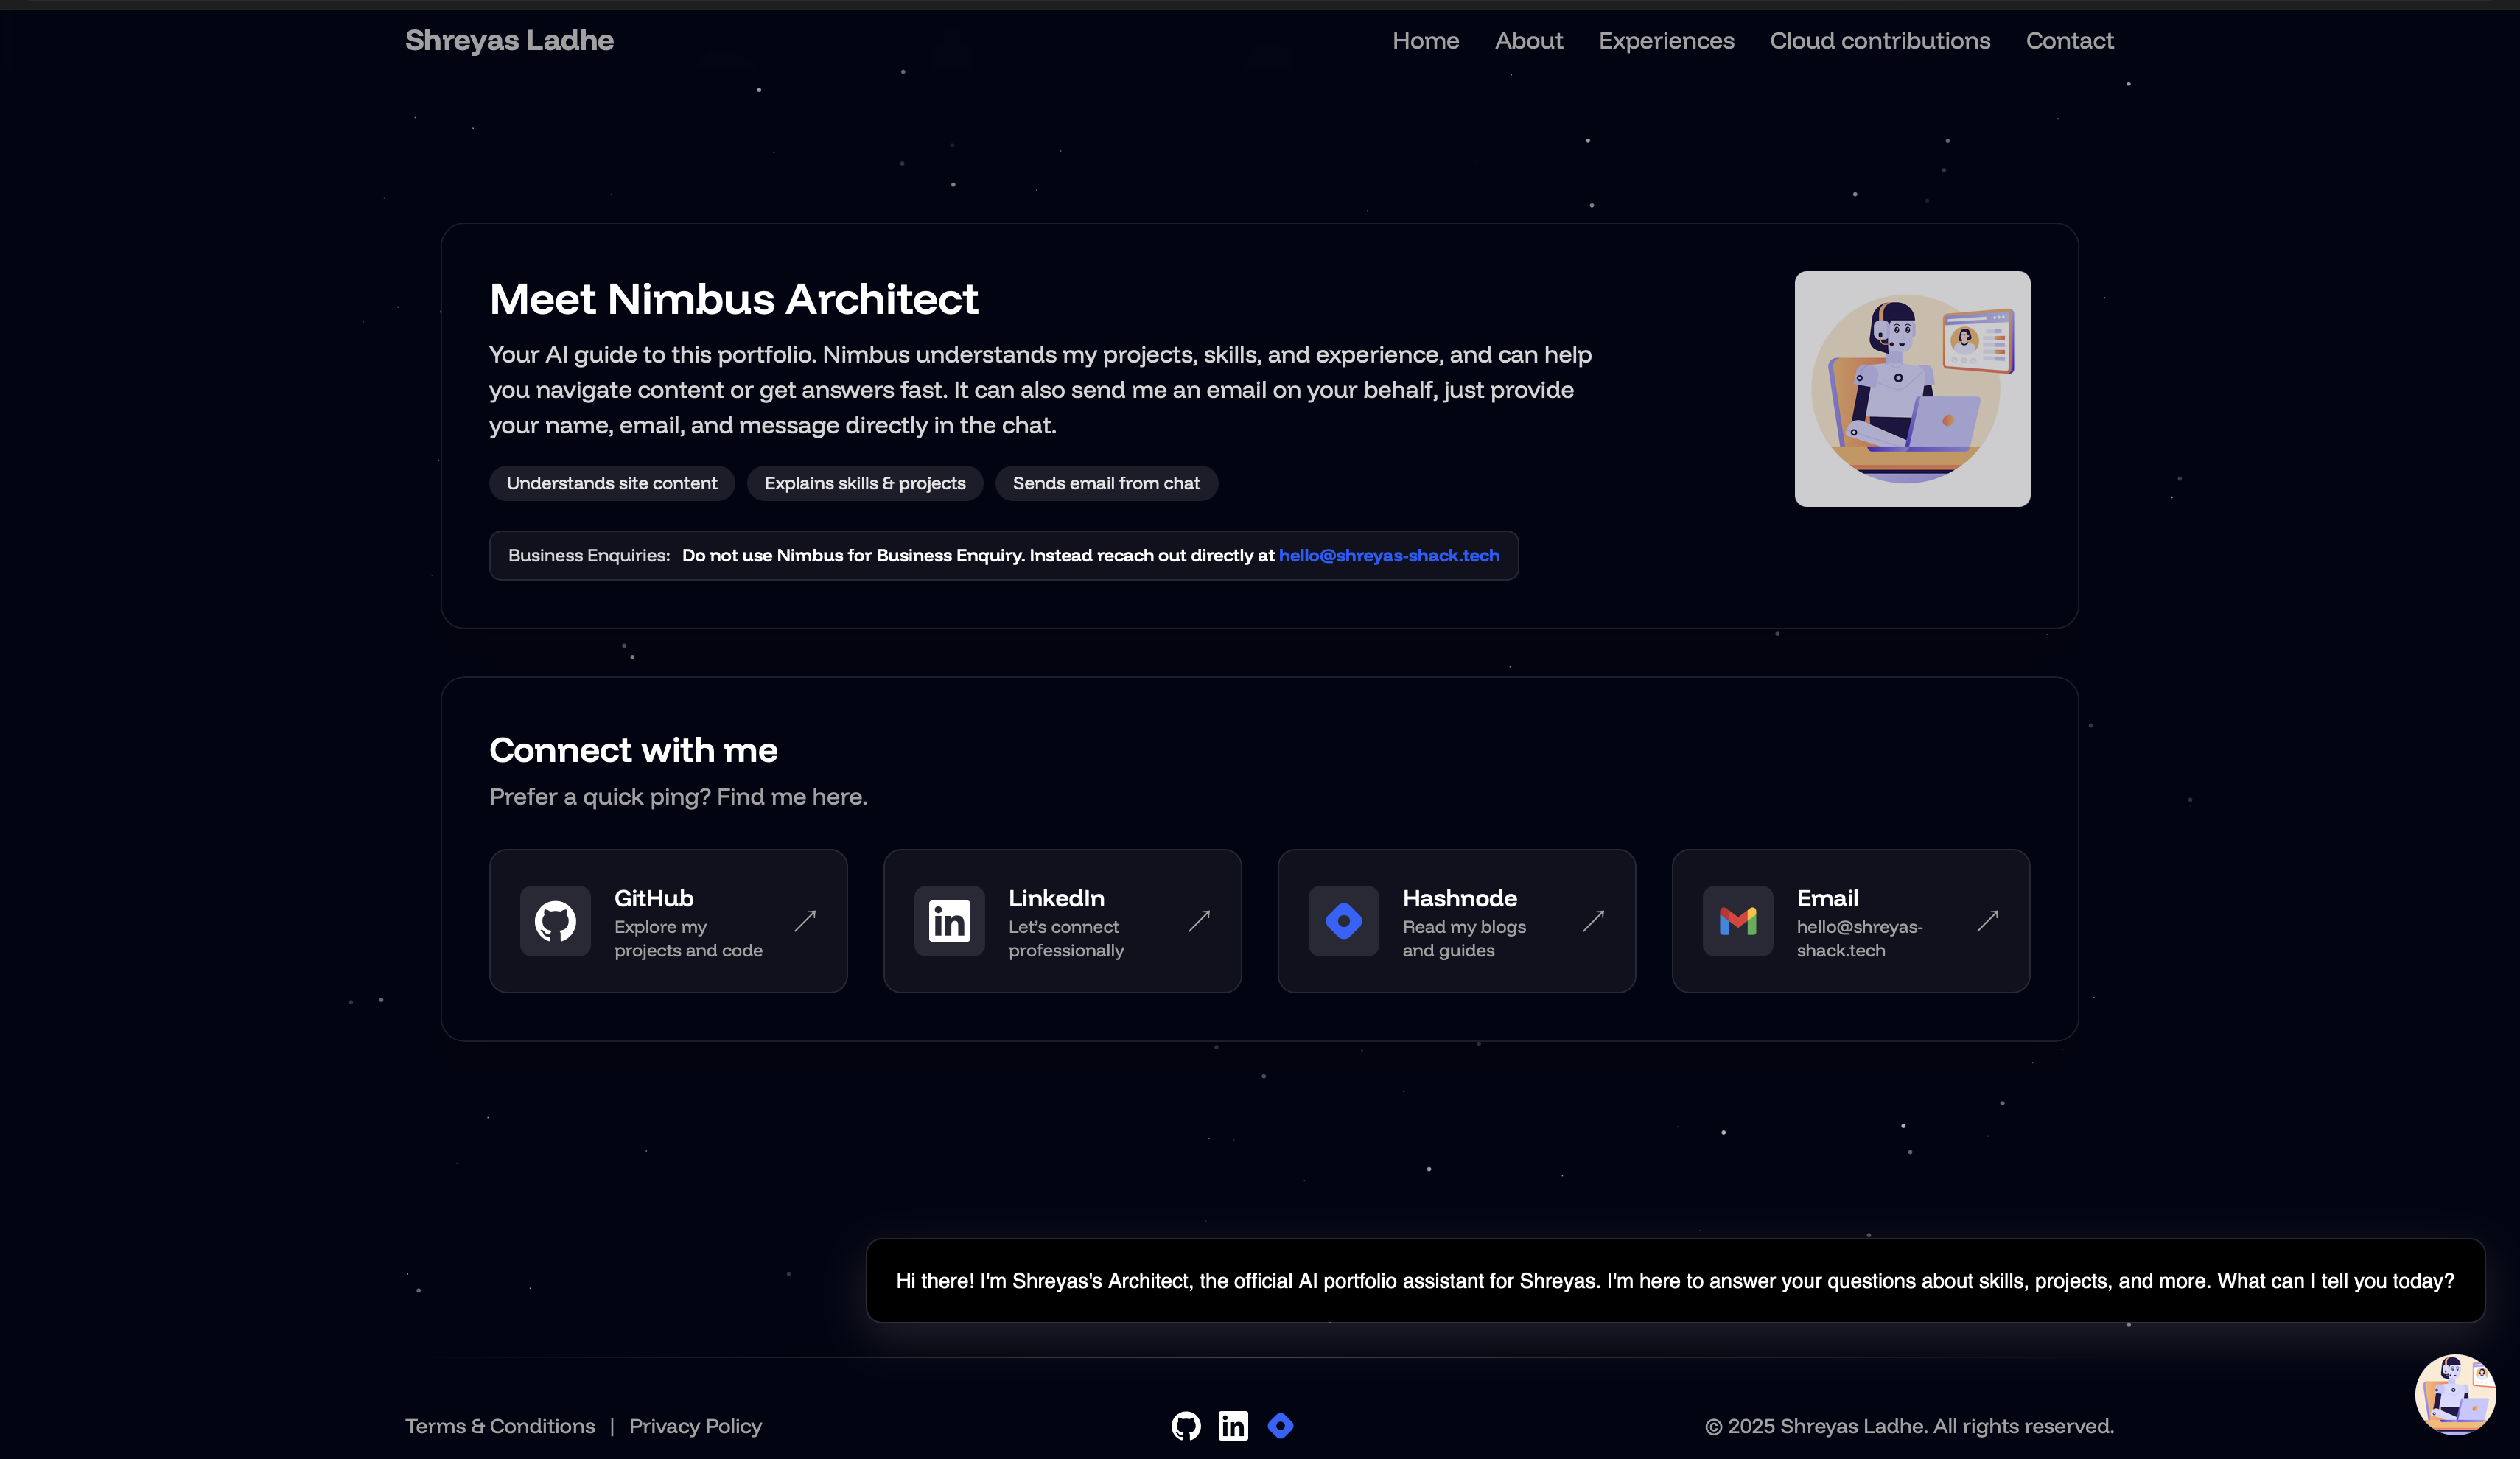 Shreyas Ladhe
Home About Experiences Cloud contributions Contact
Meet Nimbus Architect
Your AI guide to this portfolio. Nimbus understands my projects, skills, and experience, and can help
you navigate content or get answers fast. It can also send me an email on your behalf, just provide
your name, email, and message directly in the chat.
Understands site content Explains skills & projects Sends email from chat
Business Enquiries: Do not use Nimbus for Business Enquiry. Instead recach out directly at hello@shreyas-shack.tech
Connect with me
Prefer a quick ping? Find me here.
GitHub
Explore my
projects and code
LinkedIn
Let's connect
professionally
Hashnode
Read my blogs
and guides
Email
hello@shreyas-
shack.tech
Hi there! I'm Shreyas's Architect, the official AI portfolio assistant for Shreyas. I'm here to answer your questions about skills, projects, and more. What can I tell you today?
Terms & Conditions | Privacy Policy
© 2025 Shreyas Ladhe. All rights reserved.